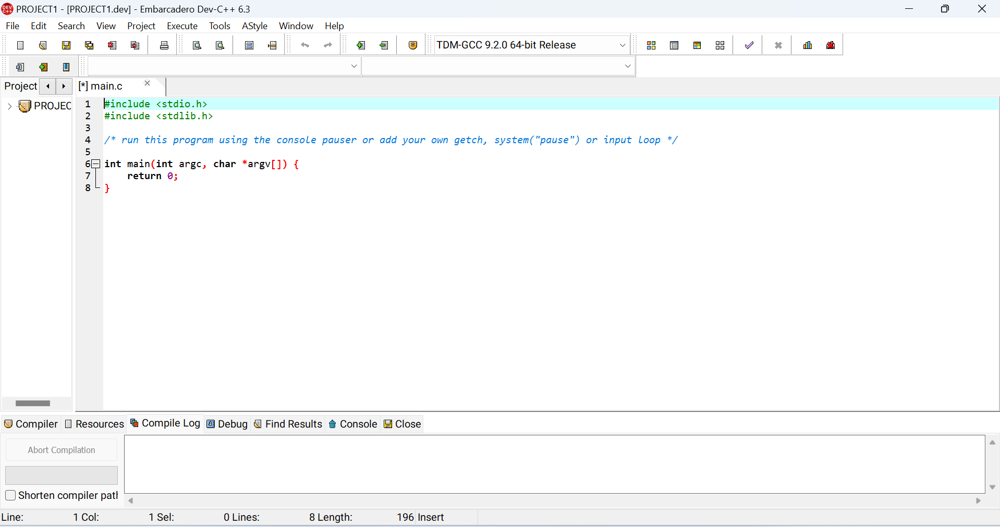 PROJECT1 - [PROJECT1.dev] - Embarcadero Dev-C++ 6.3
File Edit Search View Project Execute Tools AStyle Window Help
TDM-GCC 9.2.0 64-bit Release
Project [*] main.c
PROJEC
1 #include <stdio.h>
2 #include <stdlib.h>
3
4 /* run this program using the console pauser or add your own getch, system("pause") or input loop */
5
6 int main(int argc, char *argv[]) {
7 return 0;
8 }
Compiler Resources Compile Log Debug Find Results Console Close
Abort Compilation
Shorten compiler path
Line: 1 Col: 1 Sel: 0 Lines: 8 Length: 196 Insert